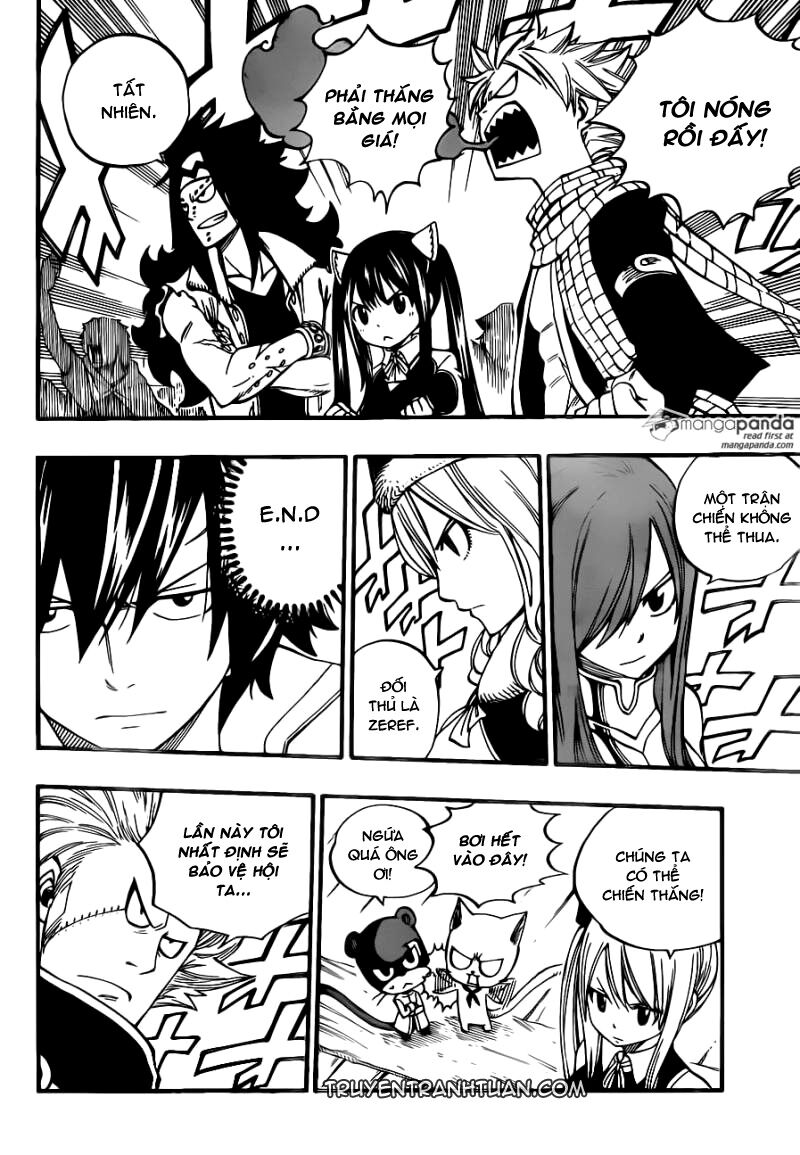 TÔI NÓNG
RỒI ĐẤY!
PHẢI THẮNG
BẰNG MỌI
GIÁ!
TẤT
NHIÊN.
mangapanda
read first at
mangapanda.com
MỘT TRẬN
CHIẾN KHÔNG
THỂ THUA.
ĐỐI
THỦ LÀ
ZEREF.
E.N.D
...
CHÚNG TA
CÓ THỂ
CHIẾN THẮNG!
BƠI HẾT
VÀO ĐÂY!
NGỨA
QUÁ ÔNG
ƠI!
LẦN NÀY TÔI
NHẤT ĐỊNH SẼ
BẢO VỆ HỘI
TA...
TRUYENTRANHTUAN.COM